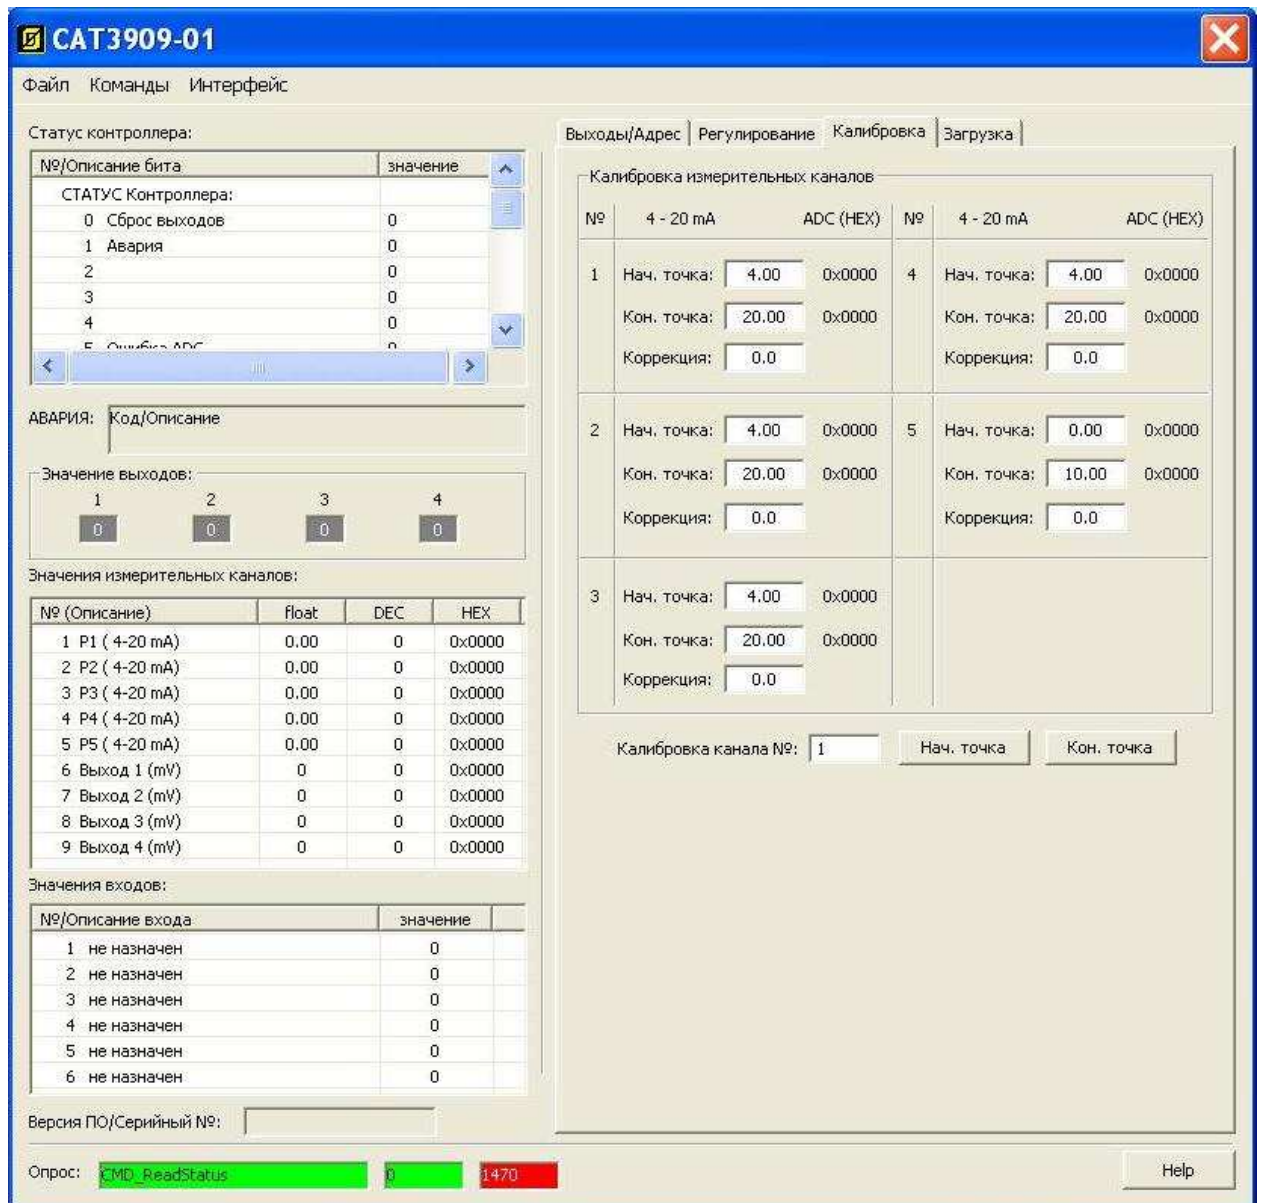 CAT3909-01
Файл Команды Интерфейс
Статус контроллера:
№/Описание бита значение
СТАТУС Контроллера:
0 Сброс выходов 0
1 Авария 0
2 0
3 0
4 0
5 Ошибка ADC 0
АВАРИЯ: Код/Описание
Значение выходов:
1 2 3 4
0 0 0 0
Значения измерительных каналов:
№ (Описание) float DEC HEX
1 P1 ( 4-20 mA) 0.00 0 0x0000
2 P2 ( 4-20 mA) 0.00 0 0x0000
3 P3 ( 4-20 mA) 0.00 0 0x0000
4 P4 ( 4-20 mA) 0.00 0 0x0000
5 P5 ( 4-20 mA) 0.00 0 0x0000
6 Выход 1 (mV) 0 0 0x0000
7 Выход 2 (mV) 0 0 0x0000
8 Выход 3 (mV) 0 0 0x0000
9 Выход 4 (mV) 0 0 0x0000
Значения входов:
№/Описание входа значение
1 не назначен 0
2 не назначен 0
3 не назначен 0
4 не назначен 0
5 не назначен 0
6 не назначен 0
Версия ПО/Серийный №:
Выходы/Адрес Регулирование Калибровка Загрузка
Калибровка измерительных каналов
№ 4 - 20 mA ADC (HEX) № 4 - 20 mA ADC (HEX)
1 Нач. точка: 4.00 0x0000 4 Нач. точка: 4.00 0x0000
Кон. точка: 20.00 0x0000 Кон. точка: 20.00 0x0000
Коррекция: 0.0 Коррекция: 0.0
2 Нач. точка: 4.00 0x0000 5 Нач. точка: 0.00 0x0000
Кон. точка: 20.00 0x0000 Кон. точка: 10.00 0x0000
Коррекция: 0.0 Коррекция: 0.0
3 Нач. точка: 4.00 0x0000
Кон. точка: 20.00 0x0000
Коррекция: 0.0
Калибровка канала №: 1 Нач. точка Кон. точка
Опрос: CMD_ReadStatus 0 1470 Help